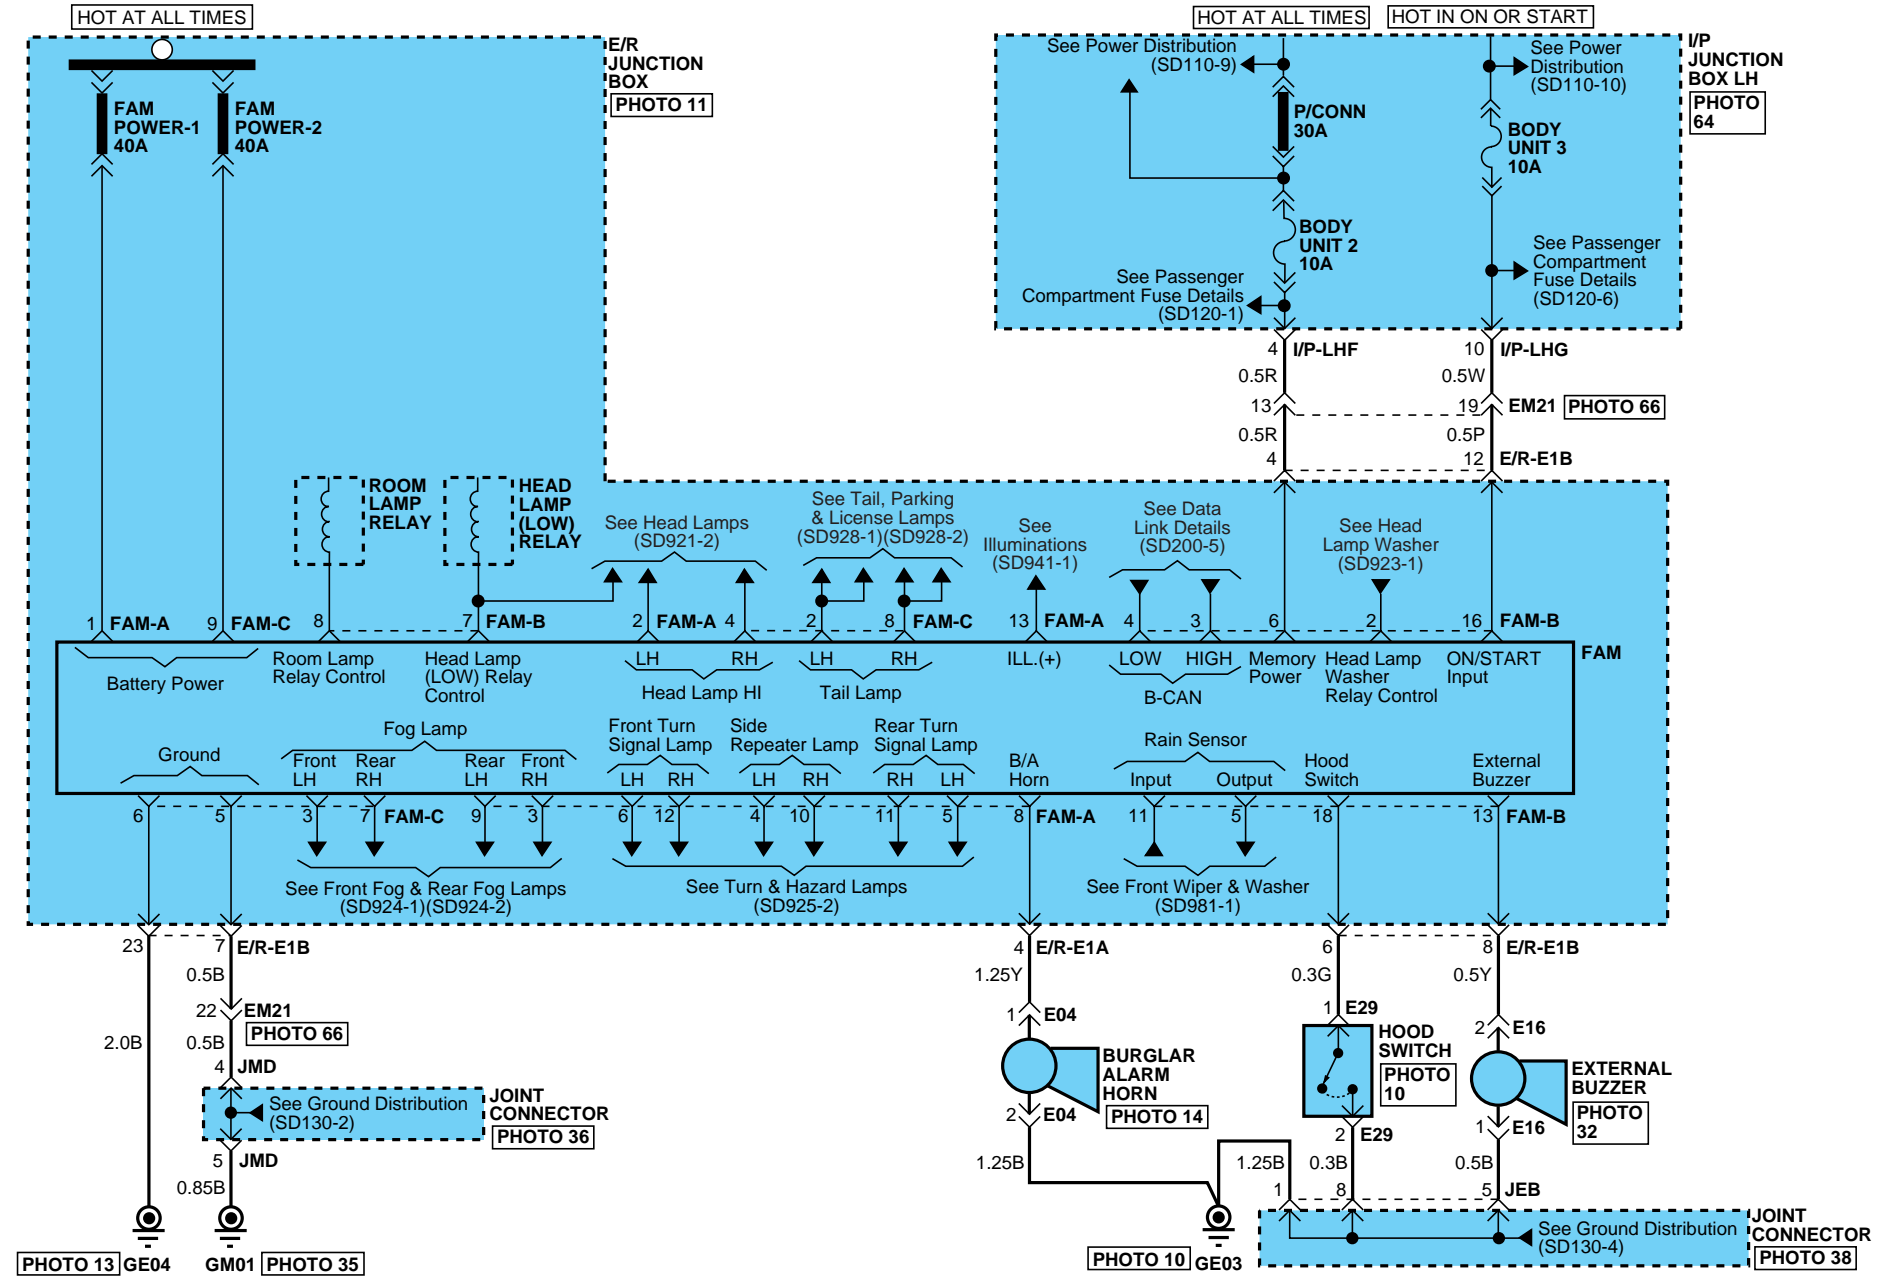 HOT AT ALL TIMES
HOT AT ALL TIMES
HOT IN ON OR START
E/R
JUNCTION
BOX
PHOTO 11
FAM
POWER-1
40A
FAM
POWER-2
40A
See Power Distribution
(SD110-9)
See Power
Distribution
(SD110-10)
I/P
JUNCTION
BOX LH
PHOTO
64
P/CONN
30A
BODY
UNIT 3
10A
BODY
UNIT 2
10A
See Passenger
Compartment Fuse Details
(SD120-1)
See Passenger
Compartment
Fuse Details
(SD120-6)
4 I/P-LHF
10 I/P-LHG
0.5R
0.5W
13
19 EM21 PHOTO 66
0.5R
0.5P
4
12 E/R-E1B
ROOM
LAMP
RELAY
HEAD
LAMP
(LOW)
RELAY
See Head Lamps
(SD921-2)
See Tail, Parking
& License Lamps
(SD928-1)(SD928-2)
See
Illuminations
(SD941-1)
See Data
Link Details
(SD200-5)
See Head
Lamp Washer
(SD923-1)
1 FAM-A
9 FAM-C
8
7 FAM-B
2 FAM-A
4
2
8 FAM-C
13 FAM-A
4
3
6
2
16 FAM-B
FAM
Battery Power
Room Lamp
Relay Control
Head Lamp
(LOW) Relay
Control
LH
RH
Head Lamp HI
LH
RH
Tail Lamp
ILL.(+)
LOW
HIGH
B-CAN
Memory
Power
Head Lamp
Washer
Relay Control
ON/START
Input
Ground
Fog Lamp
Front
LH
Rear
RH
Rear
LH
Front
RH
Front Turn
Signal Lamp
LH
RH
Side
Repeater Lamp
LH
RH
Rear Turn
Signal Lamp
RH
LH
B/A
Horn
Rain Sensor
Input
Output
Hood
Switch
External
Buzzer
6
5
3
7 FAM-C
9
3
6
12
4
10
11
5
8 FAM-A
11
5
18
13 FAM-B
See Front Fog & Rear Fog Lamps
(SD924-1)(SD924-2)
See Turn & Hazard Lamps
(SD925-2)
See Front Wiper & Washer
(SD981-1)
23
7 E/R-E1B
4 E/R-E1A
6
8 E/R-E1B
0.5B
1.25Y
0.3G
0.5Y
22 EM21
PHOTO 66
2.0B
0.5B
4 JMD
See Ground Distribution
(SD130-2)
JOINT
CONNECTOR
PHOTO 36
5 JMD
0.85B
PHOTO 13 GE04
GM01 PHOTO 35
1 E04
BURGLAR
ALARM
HORN
PHOTO 14
2 E04
1.25B
1 E29
HOOD
SWITCH
PHOTO
10
2 E29
2 E16
EXTERNAL
BUZZER
PHOTO
32
1 E16
1.25B
0.3B
0.5B
1
8
5 JEB
See Ground Distribution
(SD130-4)
JOINT
CONNECTOR
PHOTO 38
PHOTO 10 GE03